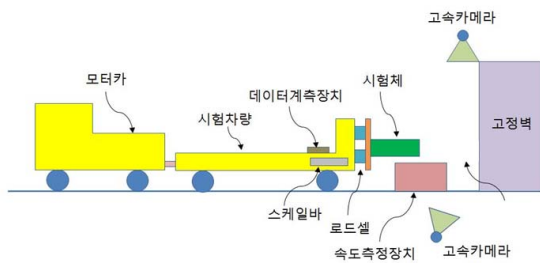 고속카메라
모터카
시험체
데이터계측장치
시험차량
고정벽
스케일바
로드셀
속도측정장치
고속카메라